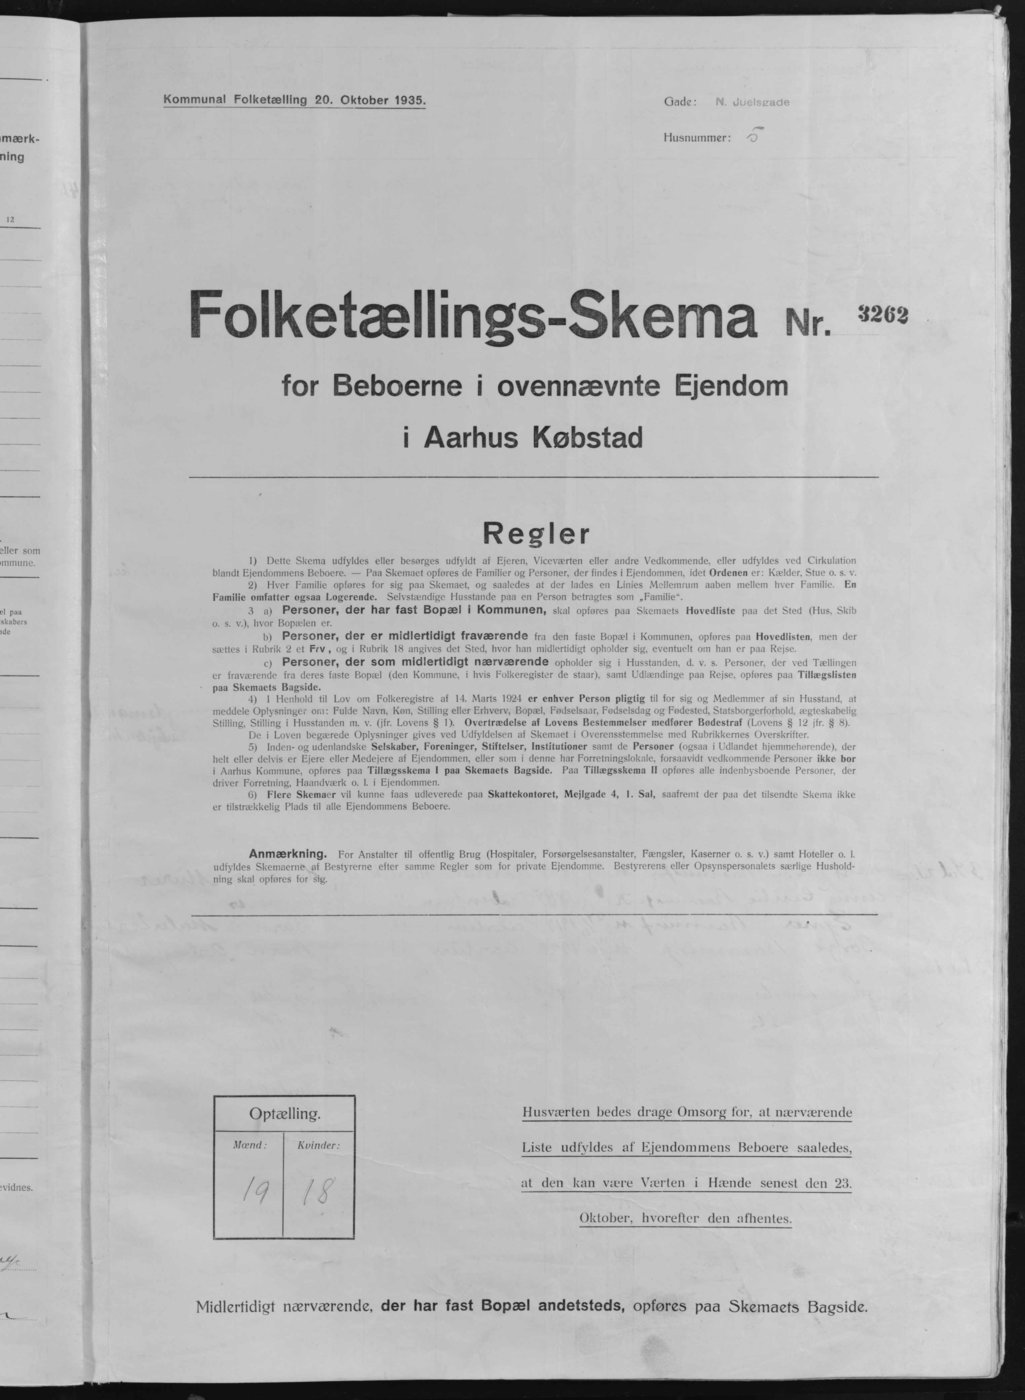 Kommunal Folketælling 20. Oktober 1935.
Gade: N. Juelsgade
Husnummer: 5
mærk-
ning
12
Folketællings-Skema Nr. 3262
for Beboerne i ovennævnte Ejendom
i Aarhus Købstad
Regler
1) Dette Skema udfyldes eller besørges udfyldt af Ejeren, Viceværten eller andre Vedkommende, eller udfyldes ved Cirkulation
blandt Ejendommens Beboere. — Paa Skemaet opføres de Familier og Personer, der findes i Ejendommen, idet Ordenen er: Kælder, Stue o. s. v.
2) Hver Familie opføres for sig paa Skemaet, og saaledes at der lades en Linies Mellemrum aaben mellem hver Familie. En
Familie omfatter ogsaa Logerende. Selvstændige Husstande paa en Person betragtes som „Familie“.
3 a) Personer, der har fast Bopæl i Kommunen, skal opføres paa Skemaets Hovedliste paa det Sted (Hus, Skib
o. s. v.), hvor Bopælen er.
b) Personer, der er midlertidigt fraværende fra den faste Bopæl i Kommunen, opføres paa Hovedlisten, men der
sættes i Rubrik 2 et Frv , og i Rubrik 18 angives det Sted, hvor han midlertidigt opholder sig, eventuelt om han er paa Rejse.
c) Personer, der som midlertidigt nærværende opholder sig i Husstanden, d. v. s. Personer, der ved Tællingen
er fraværende fra deres faste Bopæl (den Kommune, i hvis Folkeregister de staar), samt Udlændinge paa Rejse, opføres paa Tillægslisten
paa Skemaets Bagside.
4) I Henhold til Lov om Folkeregistre af 14. Marts 1924 er enhver Person pligtig til for sig og Medlemmer af sin Husstand, at
meddele Oplysninger om: Fulde Navn, Køn, Stilling eller Erhverv, Bopæl, Fødselsaar, Fødselsdag og Fødested, Statsborgerforhold, ægteskabelig
Stilling, Stilling i Husstanden m. v. (jfr. Lovens § 1). Overtrædelse af Lovens Bestemmelser medfører Bødestraf (Lovens § 12 jfr. § 8).
De i Loven begærede Oplysninger gives ved Udfyldelsen af Skemaet i Overensstemmelse med Rubrikkernes Overskrifter.
5) Inden- og udenlandske Selskaber, Foreninger, Stiftelser, Institutioner samt de Personer (ogsaa i Udlandet hjemmehørende), der
helt eller delvis er Ejere eller Medejere af Ejendommen, eller som i denne har Forretningslokale, forsaavidt vedkommende Personer ikke bor
i Aarhus Kommune, opføres paa Tillægsskema I paa Skemaets Bagside. Paa Tillægsskema II opføres alle indenbysboende Personer, der
driver Forretning, Haandværk o. l. i Ejendommen.
6) Flere Skemaer vil kunne faas udleverede paa Skattekontoret, Mejlgade 4, 1. Sal, saafremt der paa det tilsendte Skema ikke
er tilstrækkelig Plads til alle Ejendommens Beboere.
eller som
ommune.
el paa
skabers
Anmærkning. For Anstalter til offentlig Brug (Hospitaler, Forsørgelsesanstalter, Fængsler, Kaserner o. s. v.) samt Hoteller o. l.
udfyldes Skemaerne af Bestyrerne efter samme Regler som for private Ejendomme. Bestyrerens eller Opsynspersonalets særlige Hushold-
ning skal opføres for sig.
Optælling.
Mænd: Kvinder:
19 18
evidnes.
Husværten bedes drage Omsorg for, at nærværende
Liste udfyldes af Ejendommens Beboere saaledes,
at den kan være Værten i Hænde senest den 23.
Oktober, hvorefter den afhentes.
Midlertidigt nærværende, der har fast Bopæl andetsteds, opføres paa Skemaets Bagside.